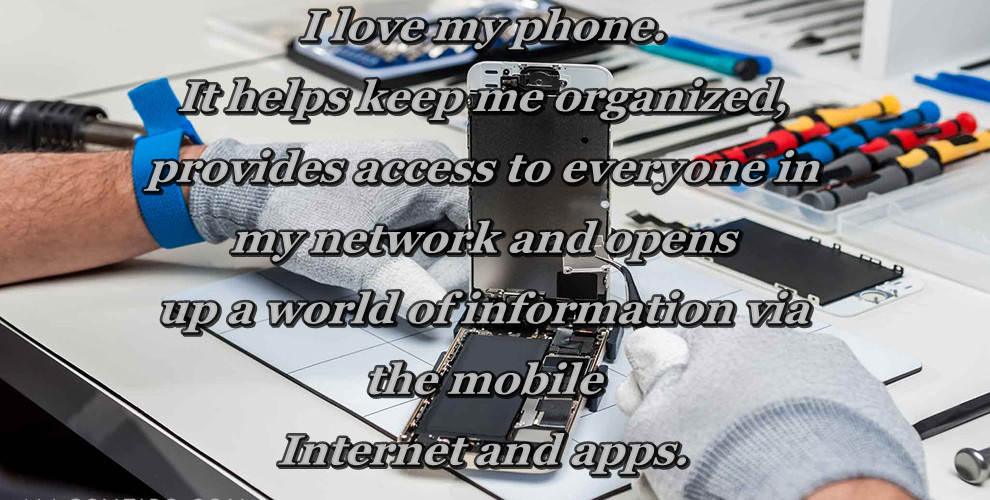 I love my phone.
It helps keep me organized,
provides access to everyone in
my network and opens
up a world of information via
the mobile
Internet and apps.